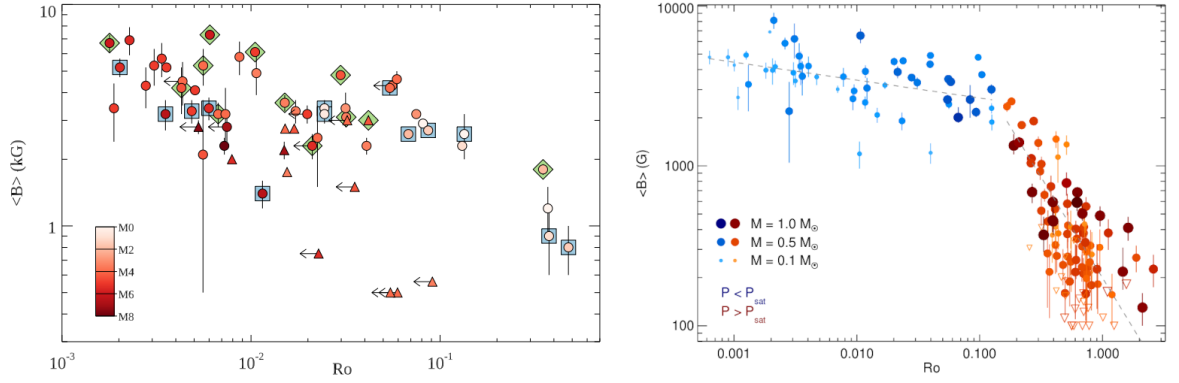 10
1
<B> (kG)
M0
M2
M4
M6
M8
10⁻³
10⁻²
10⁻¹
Ro
10⁴
1000
100
<B> (G)
M = 1.0 M☉
M = 0.5 M☉
M = 0.1 M☉
P < Psat
P > Psat
0.001
0.010
0.100
1.000
Ro